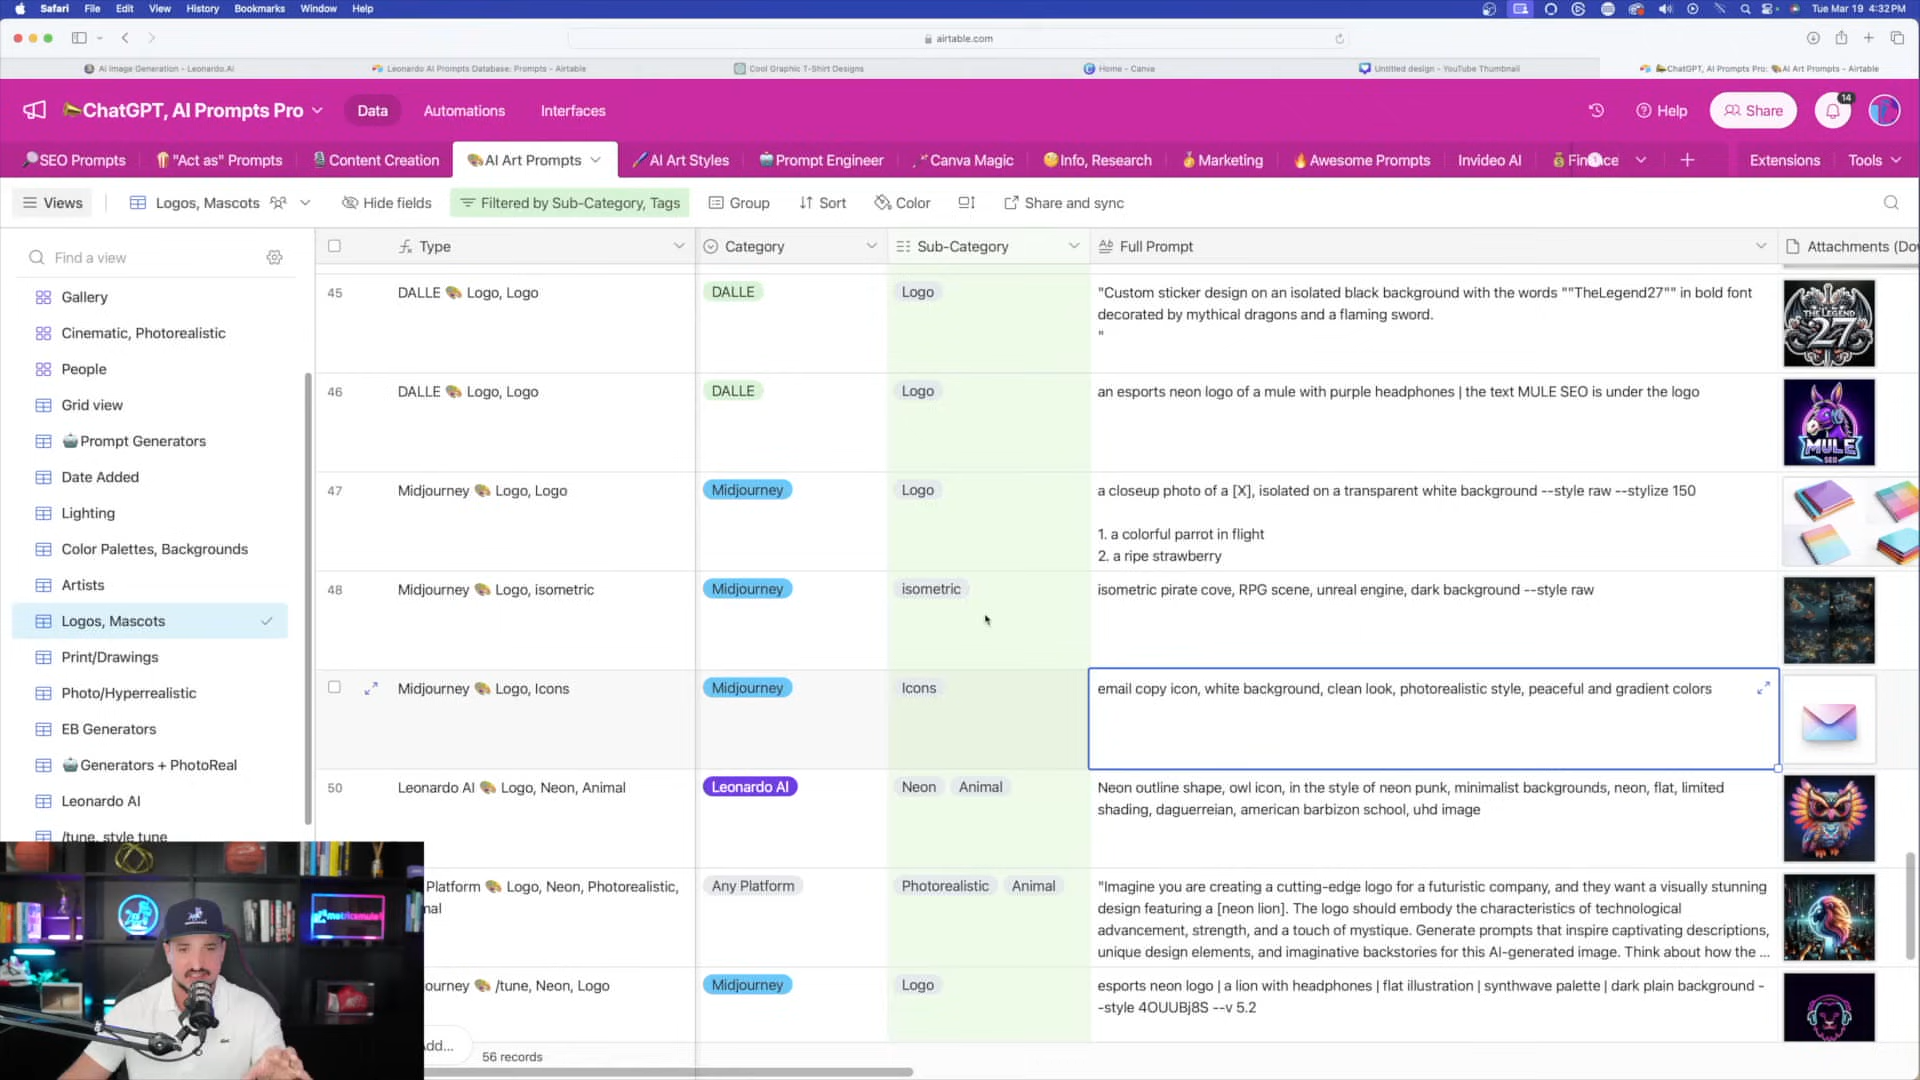 Safari File Edit View History Bookmarks Window Help
Tue Mar 19 4:32PM
airtable.com
Ai Image Generation - Leonardo.Ai
Leonardo AI Prompts Database: Prompts - Airtable
Cool Graphic T-Shirt Designs
Home - Canva
Untitled design - YouTube Thumbnail
ChatGPT, AI Prompts Pro: AI Art Prompts - Airtable
ChatGPT, AI Prompts Pro
Data
Automations
Interfaces
Help
Share
14
SEO Prompts
"Act as" Prompts
Content Creation
AI Art Prompts
AI Art Styles
Prompt Engineer
Canva Magic
Info, Research
Marketing
Awesome Prompts
Invideo AI
Extensions
Tools
Views
Logos, Mascots
Hide fields
Filtered by Sub-Category, Tags
Group
Sort
Color
Share and sync
Find a view
Gallery
Cinematic, Photorealistic
People
Grid view
Prompt Generators
Date Added
Lighting
Color Palettes, Backgrounds
Artists
Logos, Mascots
Print/Drawings
Photo/Hyperrealistic
EB Generators
Generators + PhotoReal
Leonardo AI
/tune, style tune
Type
Category
Sub-Category
Full Prompt
Attachments (Do
45
DALLE Logo, Logo
DALLE
Logo
"Custom sticker design on an isolated black background with the words ""TheLegend27"" in bold font
decorated by mythical dragons and a flaming sword.
"
THE LEGEND
27
46
DALLE Logo, Logo
DALLE
Logo
an esports neon logo of a mule with purple headphones | the text MULE SEO is under the logo
MULE
SEO
47
Midjourney Logo, Logo
Midjourney
Logo
a closeup photo of a [X], isolated on a transparent white background --style raw --stylize 150
1. a colorful parrot in flight
2. a ripe strawberry
48
Midjourney Logo, isometric
Midjourney
isometric
isometric pirate cove, RPG scene, unreal engine, dark background --style raw
Midjourney Logo, Icons
Midjourney
Icons
email copy icon, white background, clean look, photorealistic style, peaceful and gradient colors
50
Leonardo AI Logo, Neon, Animal
Leonardo AI
Neon Animal
Neon outline shape, owl icon, in the style of neon punk, minimalist backgrounds, neon, flat, limited
shading, daguerreian, american barbizon school, uhd image
Platform Logo, Neon, Photorealistic,
mal
Any Platform
Photorealistic Animal
"Imagine you are creating a cutting-edge logo for a futuristic company, and they want a visually stunning
design featuring a [neon lion]. The logo should embody the characteristics of technological
advancement, strength, and a touch of mystique. Generate prompts that inspire captivating descriptions,
unique design elements, and imaginative backstories for this AI-generated image. Think about how the ...
ourney /tune, Neon, Logo
Midjourney
Logo
esports neon logo | a lion with headphones | flat illustration | synthwave palette | dark plain background -
-style 4OUUBj8S --v 5.2
dd...
56 records